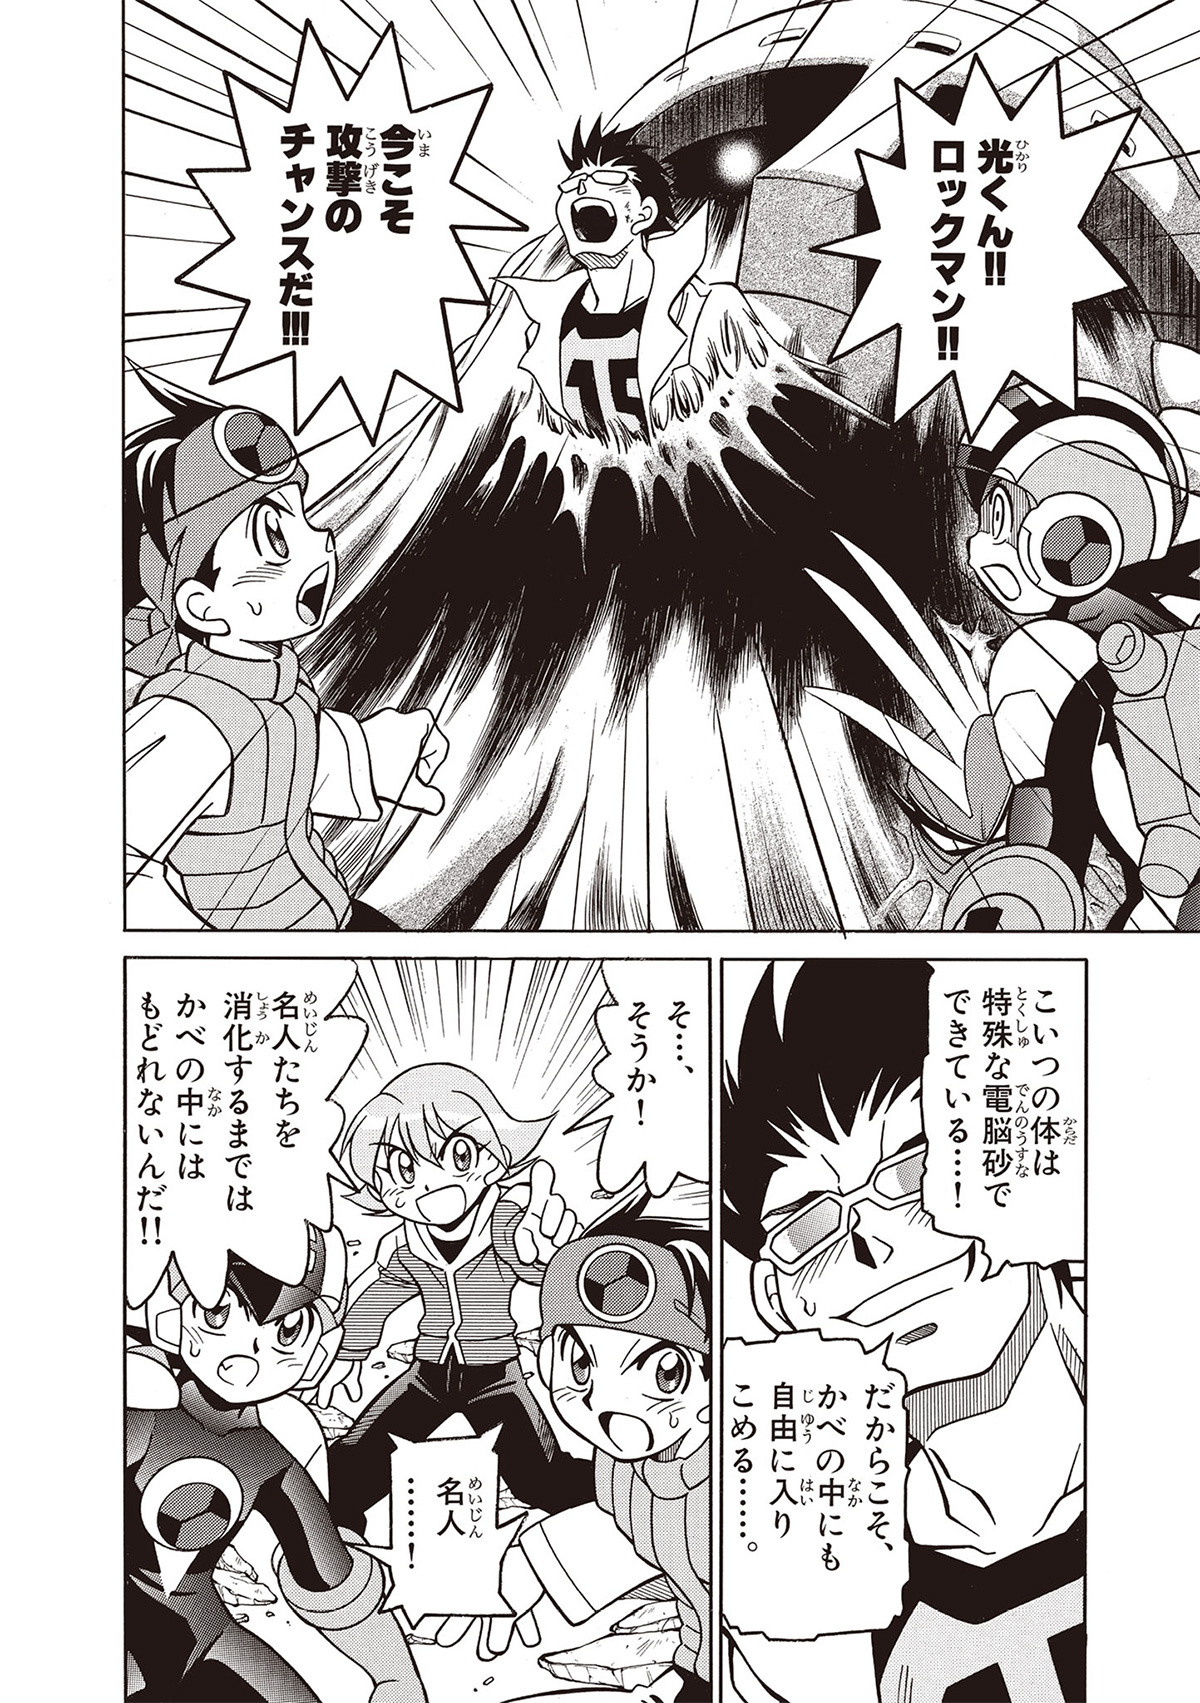 光くん!!
ロックマン!!
今こそ
攻撃の
チャンスだ!!!
こいつの体は
特殊な電脳砂で
できている…!
だからこそ、
かべの中にも
自由に入り
こめる……。
そ…、
そうか!
名人たちを
消化するまでは
かべの中には
もどれないんだ!!
名人
……!